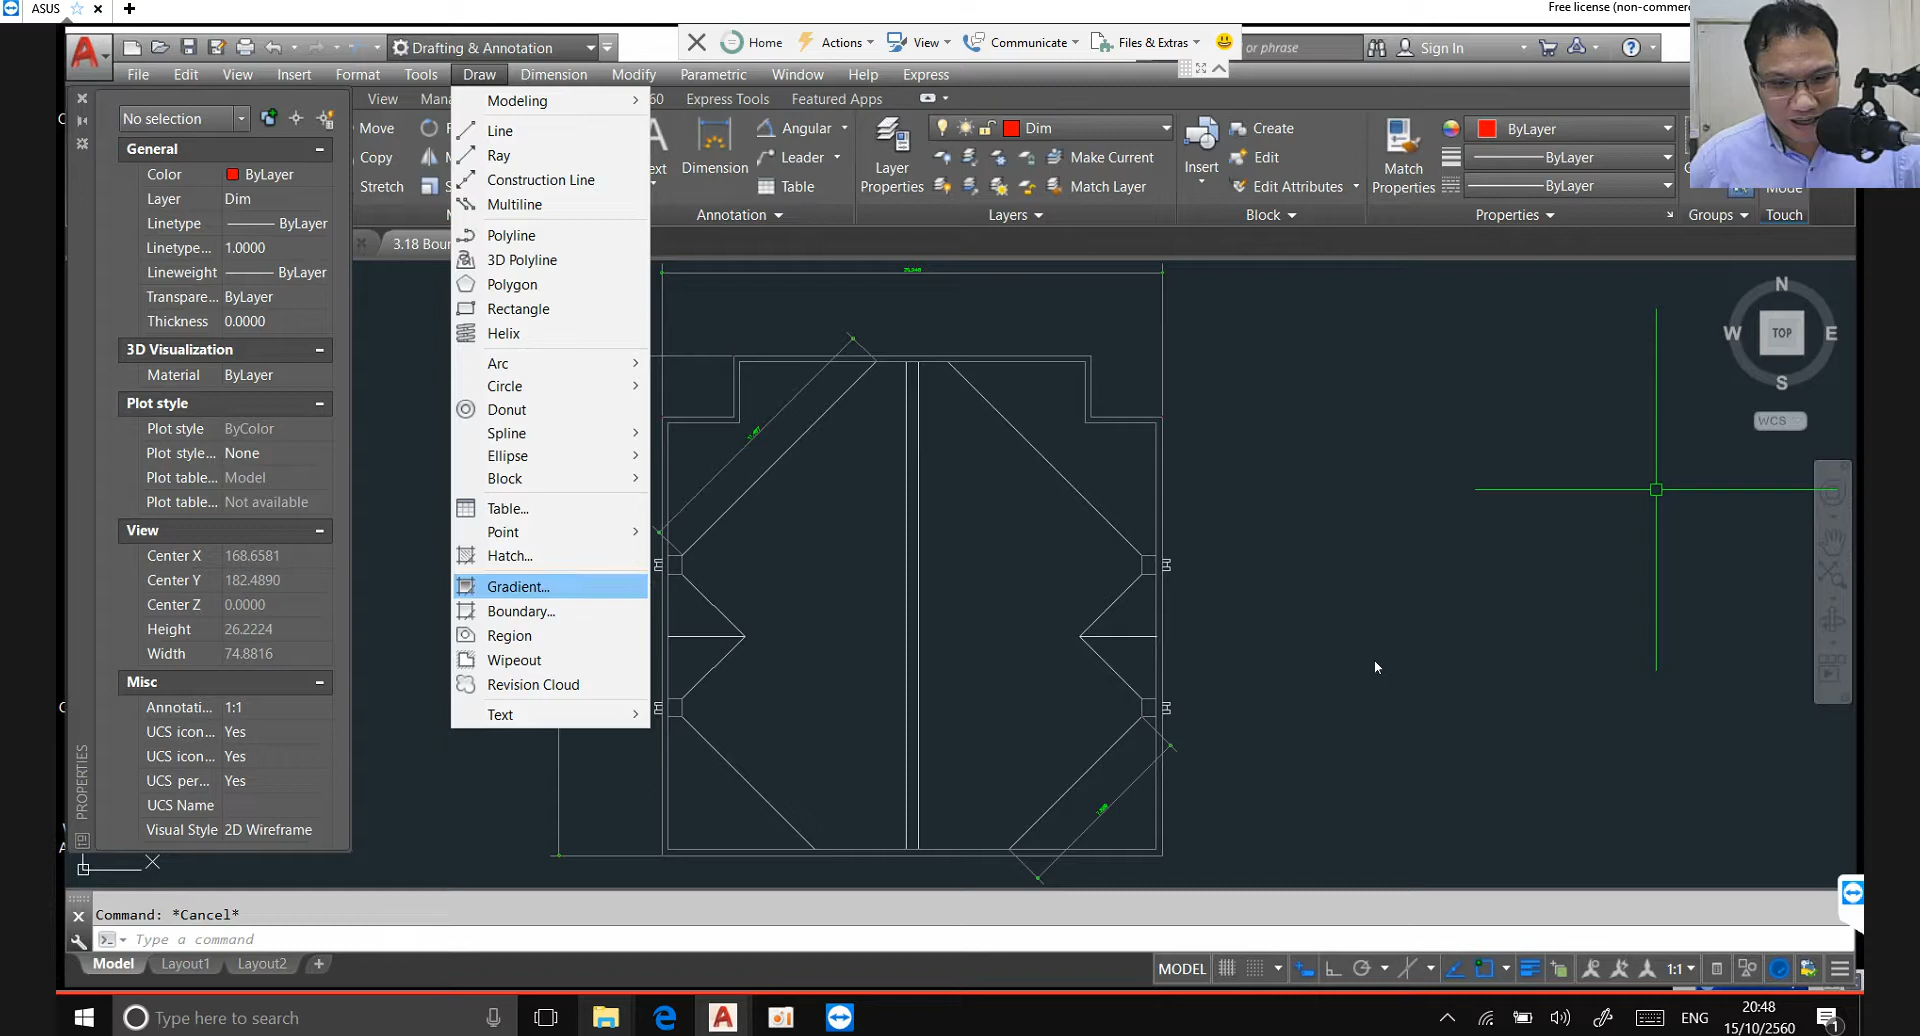 ASUS
Free license (non-commerc
Drafting & Annotation
Home
Actions
View
Communicate
Files & Extras
or phrase
Sign In
File Edit View Insert Format Tools Draw Dimension Modify Parametric Window Help Express
View Mana 60 Express Tools Featured Apps
No selection
Move
Copy
Stretch
Dimension
Angular
Leader
Table
Annotation
Layer
Properties
Dim
Make Current
Match Layer
Layers
Insert
Create
Edit
Edit Attributes
Block
Match
Properties
ByLayer
ByLayer
ByLayer
Properties
Groups
Mode
Touch
3.18 Bou
General
Color ByLayer
Layer Dim
Linetype ByLayer
Linetype... 1.0000
Lineweight ByLayer
Transpare... ByLayer
Thickness 0.0000
3D Visualization
Material ByLayer
Plot style
Plot style ByColor
Plot style... None
Plot table... Model
Plot table... Not available
View
Center X 168.6581
Center Y 182.4890
Center Z 0.0000
Height 26.2224
Width 74.8816
Misc
Annotati... 1:1
UCS icon... Yes
UCS icon... Yes
UCS per... Yes
UCS Name
Visual Style 2D Wireframe
PROPERTIES
Modeling
Line
Ray
Construction Line
Multiline
Polyline
3D Polyline
Polygon
Rectangle
Helix
Arc
Circle
Donut
Spline
Ellipse
Block
Table...
Point
Hatch...
Gradient...
Boundary...
Region
Wipeout
Revision Cloud
Text
N
W TOP E
S
WCS
X
Command: *Cancel*
Type a command
Model Layout1 Layout2
MODEL
1:1
Type here to search
ENG
20:48
15/10/2560
1